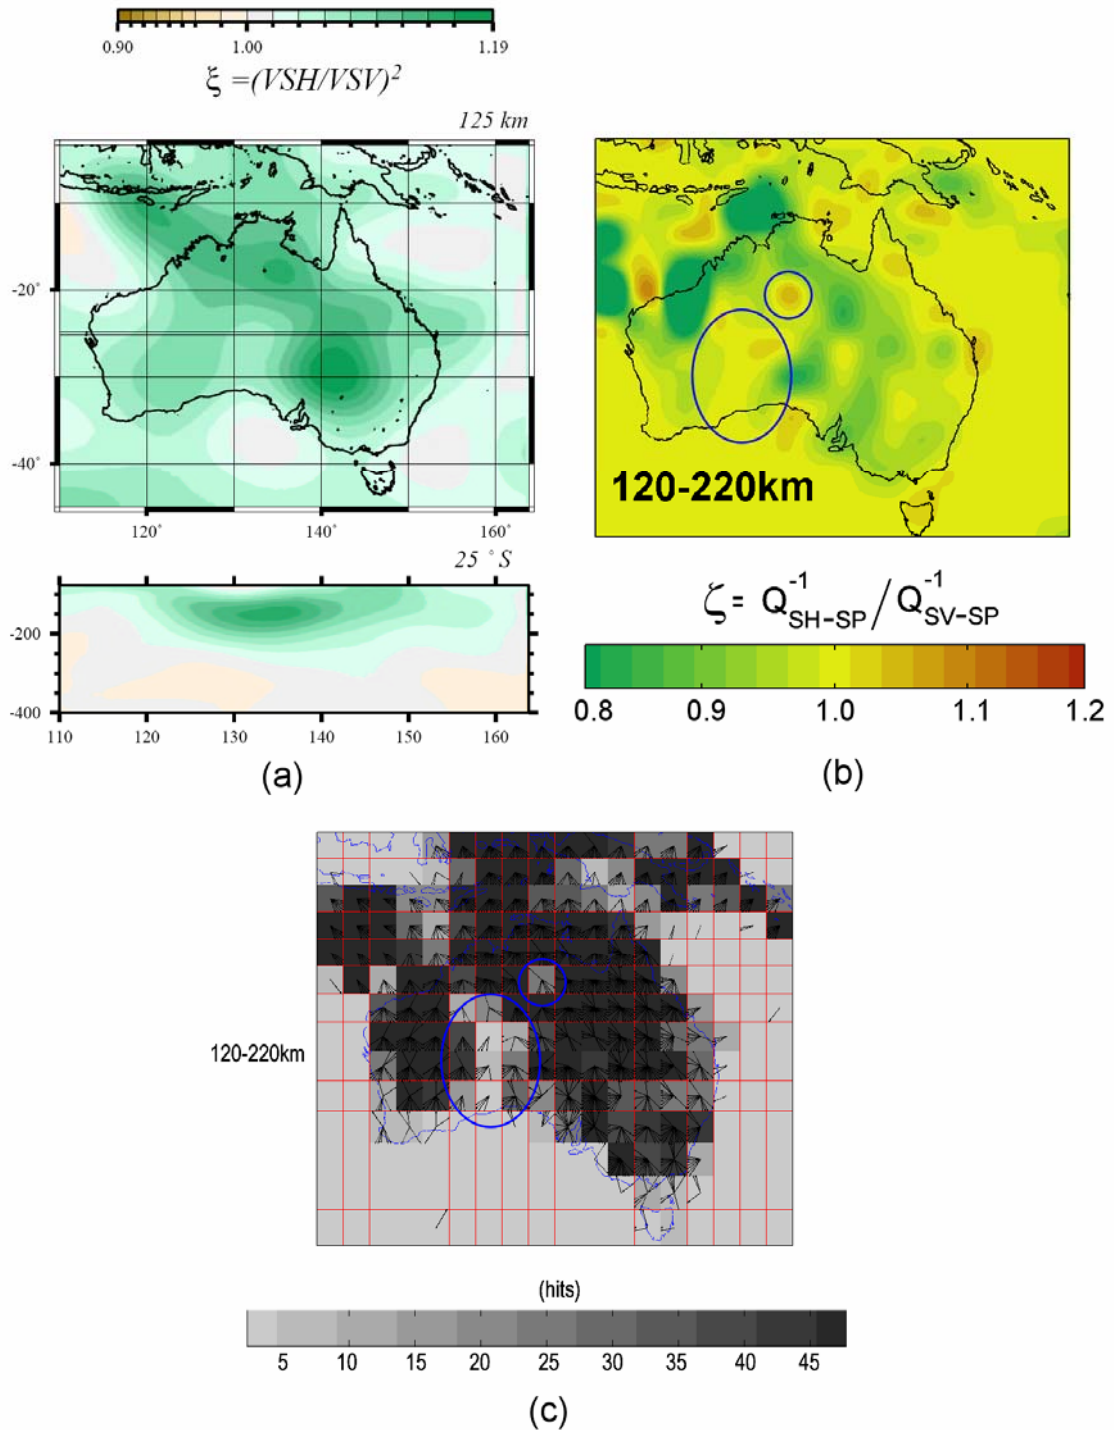 0.90 1.00 1.19
ξ =(VSH/VSV)²
125 km
-20°
-40°
120° 140° 160°
25 °S
-200
-400
110 120 130 140 150 160
(a)
120-220km
ζ = Q⁻¹SH-SP / Q⁻¹SV-SP
0.8 0.9 1.0 1.1 1.2
(b)
120-220km
(hits)
5 10 15 20 25 30 35 40 45
(c)